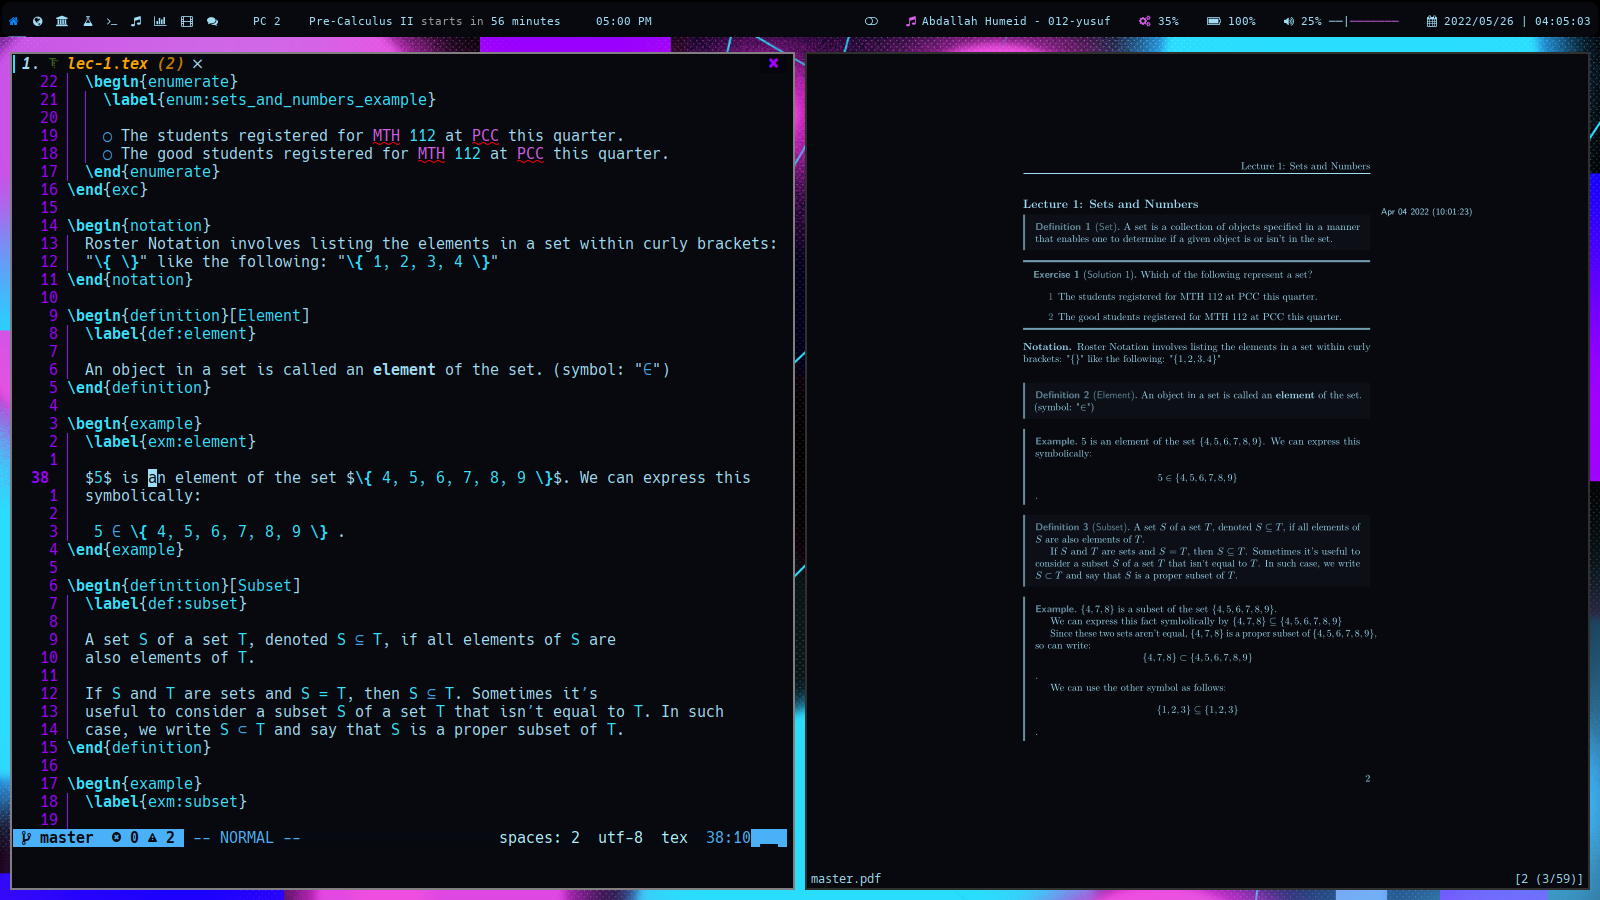 PC 2 Pre-Calculus II starts in 56 minutes 05:00 PM Abdallah Humeid - 012-yusuf 35% 100% 25% ──|─────── 2022/05/26 | 04:05:03
1. lec-1.tex (2) ×
22 \begin{enumerate}
21 \label{enum:sets_and_numbers_example}
20
19 ○ The students registered for MTH 112 at PCC this quarter.
18 ○ The good students registered for MTH 112 at PCC this quarter.
17 \end{enumerate}
16 \end{exc}
15
14 \begin{notation}
13 Roster Notation involves listing the elements in a set within curly brackets:
12 "\{ \}" like the following: "\{ 1, 2, 3, 4 \}"
11 \end{notation}
10
9 \begin{definition}[Element]
8 \label{def:element}
7
6 An object in a set is called an element of the set. (symbol: "∈")
5 \end{definition}
4
3 \begin{example}
2 \label{exm:element}
1
38 $5$ is an element of the set $\{ 4, 5, 6, 7, 8, 9 \}$. We can express this
1 symbolically:
2
3 5 ∈ \{ 4, 5, 6, 7, 8, 9 \} .
4 \end{example}
5
6 \begin{definition}[Subset]
7 \label{def:subset}
8
9 A set S of a set T, denoted S ⊆ T, if all elements of S are
10 also elements of T.
11
12 If S and T are sets and S = T, then S ⊆ T. Sometimes it's
13 useful to consider a subset S of a set T that isn't equal to T. In such
14 case, we write S ⊂ T and say that S is a proper subset of T.
15 \end{definition}
16
17 \begin{example}
18 \label{exm:subset}
19
master 0 2 -- NORMAL -- spaces: 2 utf-8 tex 38:10
Lecture 1: Sets and Numbers
Lecture 1: Sets and Numbers
Apr 04 2022 (10:01:23)
Definition 1 (Set). A set is a collection of objects specified in a manner
that enables one to determine if a given object is or isn't in the set.
Exercise 1 (Solution 1). Which of the following represent a set?
1 The students registered for MTH 112 at PCC this quarter.
2 The good students registered for MTH 112 at PCC this quarter.
Notation. Roster Notation involves listing the elements in a set within curly
brackets: "{}" like the following: "{1, 2, 3, 4}"
Definition 2 (Element). An object in a set is called an element of the set.
(symbol: "∈")
Example. 5 is an element of the set {4, 5, 6, 7, 8, 9}. We can express this
symbolically:
5 ∈ {4, 5, 6, 7, 8, 9}
.
Definition 3 (Subset). A set S of a set T, denoted S ⊆ T, if all elements of
S are also elements of T.
If S and T are sets and S = T, then S ⊆ T. Sometimes it's useful to
consider a subset S of a set T that isn't equal to T. In such case, we write
S ⊂ T and say that S is a proper subset of T.
Example. {4, 7, 8} is a subset of the set {4, 5, 6, 7, 8, 9}.
We can express this fact symbolically by {4, 7, 8} ⊆ {4, 5, 6, 7, 8, 9}
Since these two sets aren't equal, {4, 7, 8} is a proper subset of {4, 5, 6, 7, 8, 9},
so can write:
{4, 7, 8} ⊂ {4, 5, 6, 7, 8, 9}
.
We can use the other symbol as follows:
{1, 2, 3} ⊆ {1, 2, 3}
.
2
master.pdf [2 (3/59)]